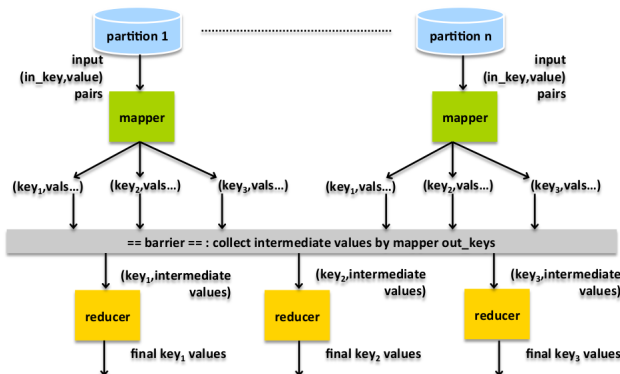 partition 1
partition n
input
(in_key,value)
pairs
input
(in_key,value)
pairs
mapper
mapper
(key₁,vals...)
(key₂,vals...)
(key₃,vals...)
(key₁,vals...)
(key₂,vals...)
(key₃,vals...)
== barrier == : collect intermediate values by mapper out_keys
(key₁,intermediate
values)
(key₂,intermediate
values)
(key₃,intermediate
values)
reducer
reducer
reducer
final key₁ values
final key₂ values
final key₃ values